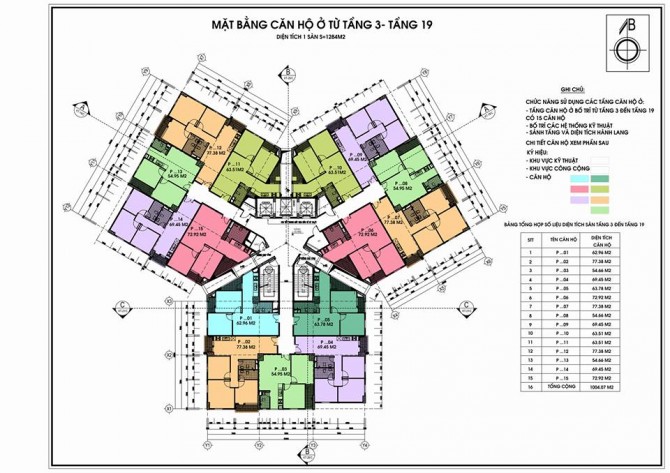 MẶT BẰNG CĂN HỘ Ở TỪ TẦNG 3- TẦNG 19
DIỆN TÍCH 1 SÀN S=1284M2
B
GHI CHÚ:
CHỨC NĂNG SỬ DỤNG CÁC TẦNG CĂN HỘ Ở:
- TẦNG CĂN HỘ Ở BỐ TRÍ TỪ TẦNG 3 ĐẾN TẦNG 19
CÓ 15 CĂN HỘ
- BỐ TRÍ CÁC HỆ THỐNG KỸ THUẬT
- SẢNH TẦNG VÀ DIỆN TÍCH HÀNH LANG
CHI TIẾT CĂN HỘ XEM PHẦN SAU
KÝ HIỆU:
- KHU VỰC KỸ THUẬT
- KHU VỰC CÔNG CỘNG
- CĂN HỘ
BẢNG TỔNG HỢP SỐ LIỆU DIỆN TÍCH SÀN TẦNG 3 ĐẾN TẦNG 19
STT TÊN CĂN HỘ DIỆN TÍCH CĂN HỘ
1 P ...01 62.96 M2
2 P ...02 77.38 M2
3 P ...03 54.66 M2
4 P ...04 69.45 M2
5 P ...05 63.78 M2
6 P ...06 72.92 M2
7 P ...07 77.38 M2
8 P ...08 54.66 M2
9 P ...09 69.45 M2
10 P ...10 63.51 M2
11 P ...11 63.51 M2
12 P ...12 77.38 M2
13 P ...13 54.66 M2
14 P ...14 69.45 M2
15 P ...15 72.92 M2
16 TỔNG CỘNG 1004.07 M2
B
A
A
P ...12
77.38 M2
P ...11
63.51 M2
P ...10
63.51 M2
P ...09
69.45 M2
P ...13
54.95 M2
P ...08
54.95 M2
P ...14
69.45 M2
P ...07
77.38 M2
P ...15
72.92 M2
P ...06
72.92 M2
C
C
X3
P ...01
62.96 M2
P ...05
63.78 M2
X2
P ...02
77.38 M2
P ...04
69.45 M2
P ...03
54.95 M2
X1
Y1
Y2
Y3
Y4
B